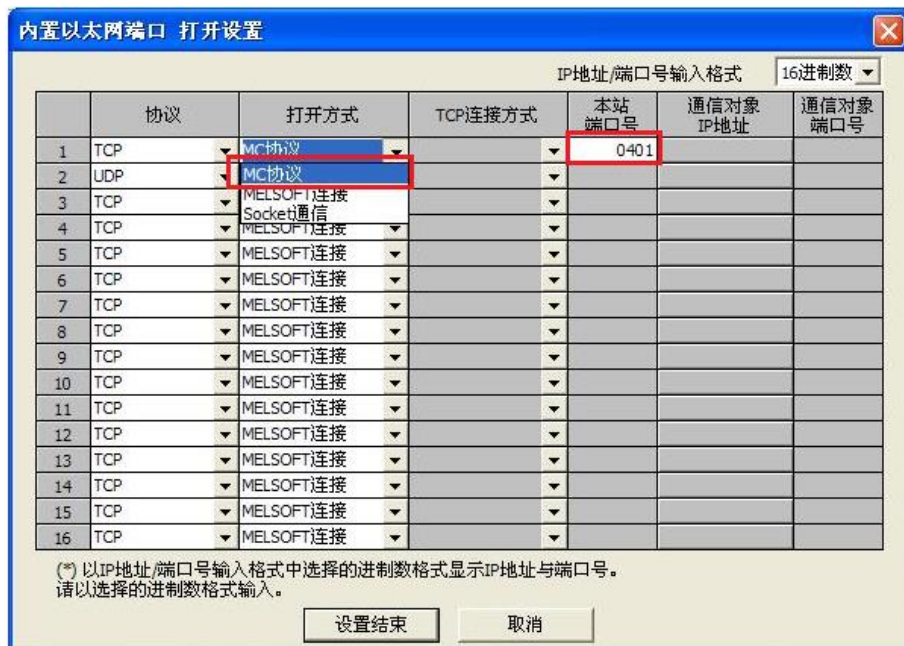 内置以太网端口 打开设置
IP地址/端口号输入格式 16进制数
协议 打开方式 TCP连接方式 本站端口号 通信对象IP地址 通信对象端口号
1 TCP MC协议 0401
2 UDP MC协议
3 TCP MELSOFT连接
Socket通信
4 TCP MELSOFT连接
5 TCP MELSOFT连接
6 TCP MELSOFT连接
7 TCP MELSOFT连接
8 TCP MELSOFT连接
9 TCP MELSOFT连接
10 TCP MELSOFT连接
11 TCP MELSOFT连接
12 TCP MELSOFT连接
13 TCP MELSOFT连接
14 TCP MELSOFT连接
15 TCP MELSOFT连接
16 TCP MELSOFT连接
(*) 以IP地址/端口号输入格式中选择的进制数格式显示IP地址与端口号。
请以选择的进制数格式输入。
设置结束 取消